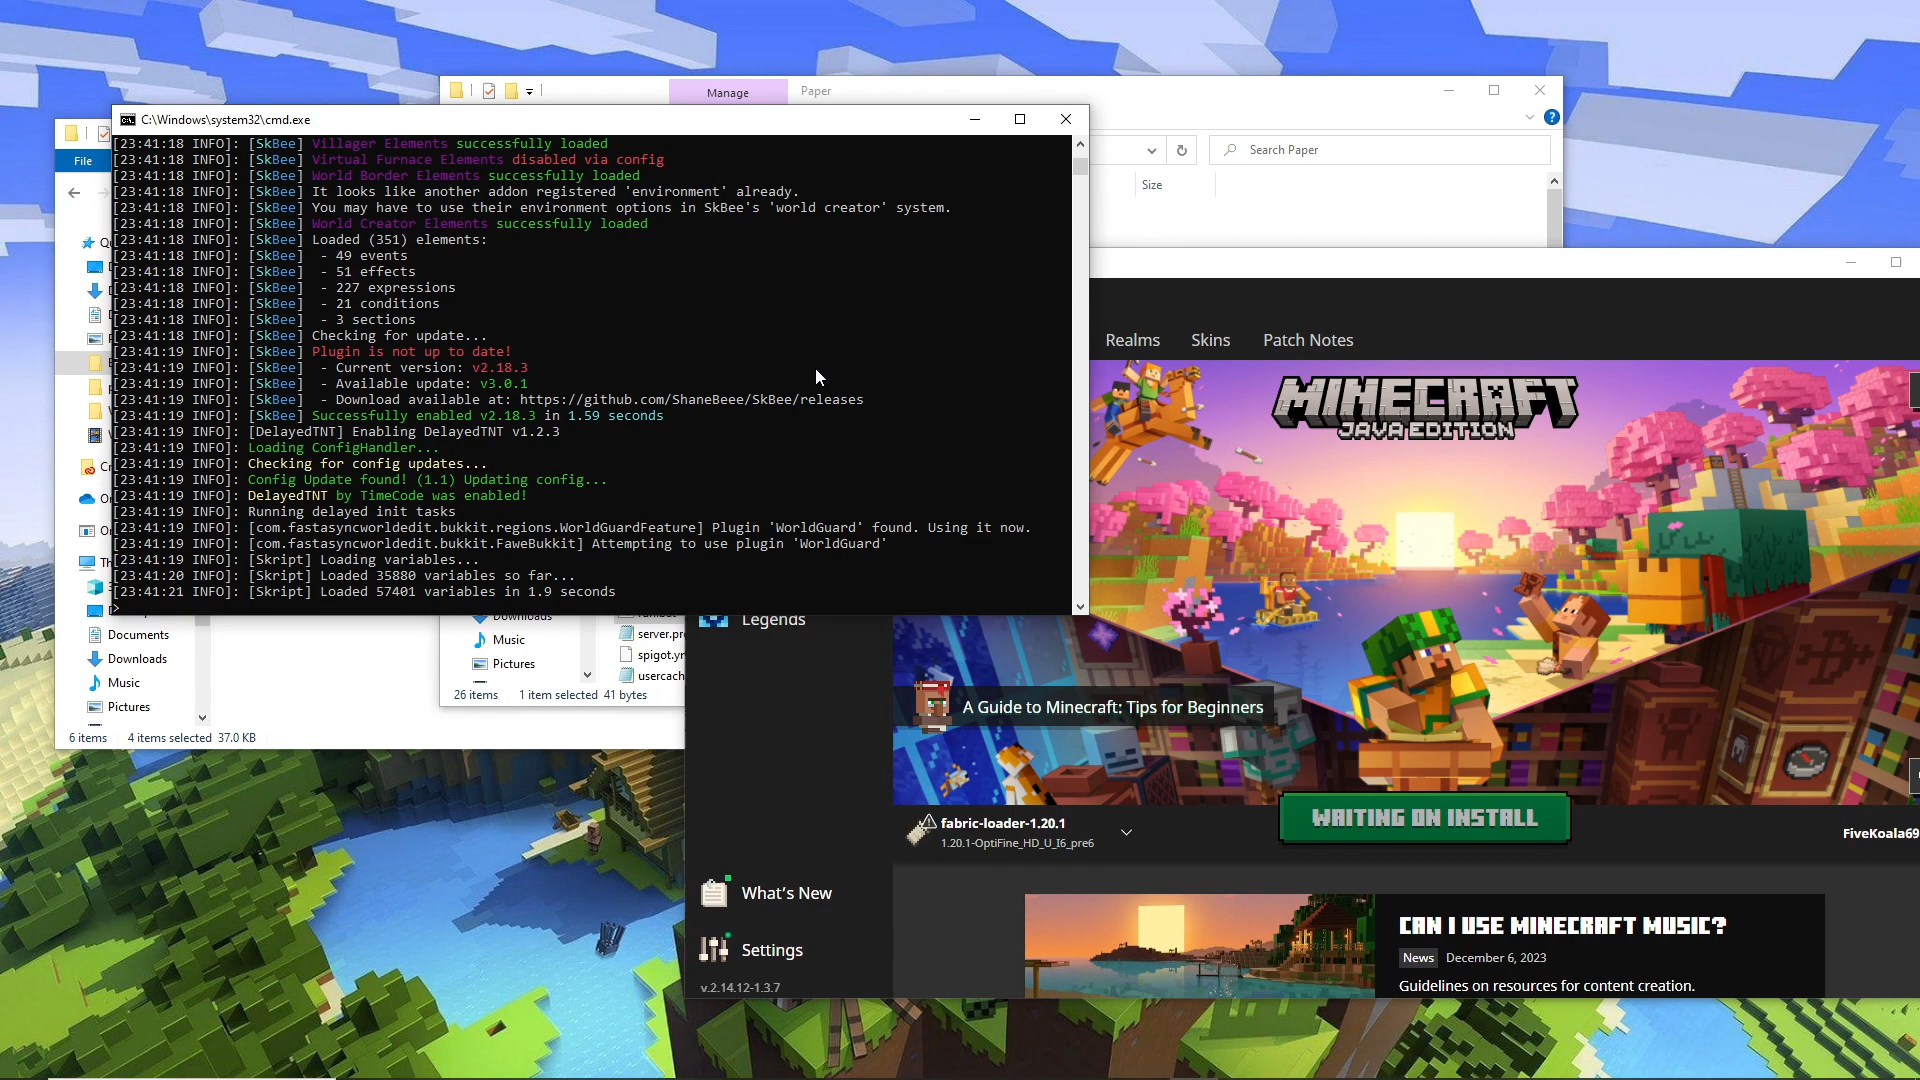 Manage
Paper
C:\Windows\system32\cmd.exe
File
Search Paper
Size
[23:41:18 INFO]: [SkBee] Villager Elements successfully loaded
[23:41:18 INFO]: [SkBee] Virtual Furnace Elements disabled via config
[23:41:18 INFO]: [SkBee] World Border Elements successfully loaded
[23:41:18 INFO]: [SkBee] It looks like another addon registered 'environment' already.
[23:41:18 INFO]: [SkBee] You may have to use their environment options in SkBee's 'world creator' system.
[23:41:18 INFO]: [SkBee] World Creator Elements successfully loaded
[23:41:18 INFO]: [SkBee] Loaded (351) elements:
[23:41:18 INFO]: [SkBee]  - 49 events
[23:41:18 INFO]: [SkBee]  - 51 effects
[23:41:18 INFO]: [SkBee]  - 227 expressions
[23:41:18 INFO]: [SkBee]  - 21 conditions
[23:41:18 INFO]: [SkBee]  - 3 sections
[23:41:18 INFO]: [SkBee] Checking for update...
[23:41:19 INFO]: [SkBee] Plugin is not up to date!
[23:41:19 INFO]: [SkBee]  - Current version: v2.18.3
[23:41:19 INFO]: [SkBee]  - Available update: v3.0.1
[23:41:19 INFO]: [SkBee]  - Download available at: https://github.com/ShaneBeee/SkBee/releases
[23:41:19 INFO]: [SkBee] Successfully enabled v2.18.3 in 1.59 seconds
[23:41:19 INFO]: [DelayedTNT] Enabling DelayedTNT v1.2.3
[23:41:19 INFO]: Loading ConfigHandler...
[23:41:19 INFO]: Checking for config updates...
[23:41:19 INFO]: Config Update found! (1.1) Updating config...
[23:41:19 INFO]: DelayedTNT by TimeCode was enabled!
[23:41:19 INFO]: Running delayed init tasks
[23:41:19 INFO]: [com.fastasyncworldedit.bukkit.regions.WorldGuardFeature] Plugin 'WorldGuard' found. Using it now.
[23:41:19 INFO]: [com.fastasyncworldedit.bukkit.FaweBukkit] Attempting to use plugin 'WorldGuard'
[23:41:19 INFO]: [Skript] Loading variables...
[23:41:20 INFO]: [Skript] Loaded 35880 variables so far...
[23:41:21 INFO]: [Skript] Loaded 57401 variables in 1.9 seconds
>
Documents
Downloads
Music
Pictures
6 items
4 items selected 37.0 KB
Downloads
Music
Pictures
server.pr
spigot.yn
usercach
26 items
1 item selected 41 bytes
Realms
Skins
Patch Notes
MINECRAFT
JAVA EDITION
Legends
A Guide to Minecraft: Tips for Beginners
fabric-loader-1.20.1
1.20.1-OptiFine_HD_U_I6_pre6
WAITING ON INSTALL
FiveKoala69
What's New
Settings
v.2.14.12-1.3.7
CAN I USE MINECRAFT MUSIC?
News
December 6, 2023
Guidelines on resources for content creation.